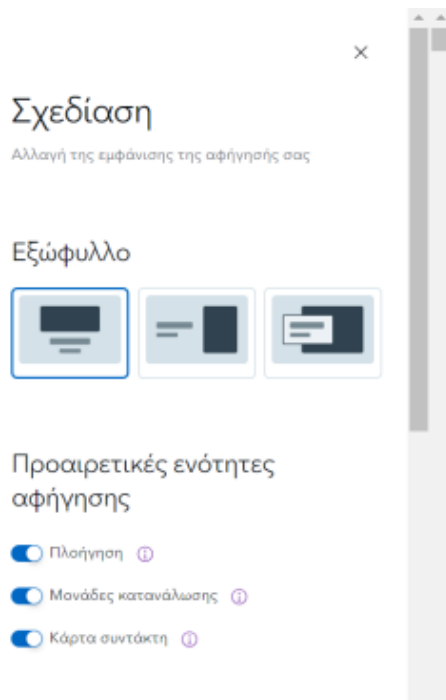 Σχεδίαση
Αλλαγή της εμφάνισης της αφήγησής σας
Εξώφυλλο
Προαιρετικές ενότητες
αφήγησης
Πλοήγηση
Μονάδες κατανάλωσης
Κάρτα συντάκτη